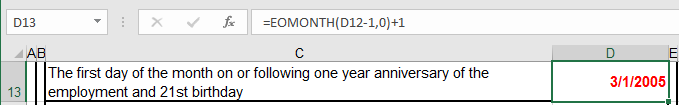 D13
fx
=EOMONTH(D12-1,0)+1
A B C D E
13
The first day of the month on or following one year anniversary of the
employment and 21st birthday
3/1/2005